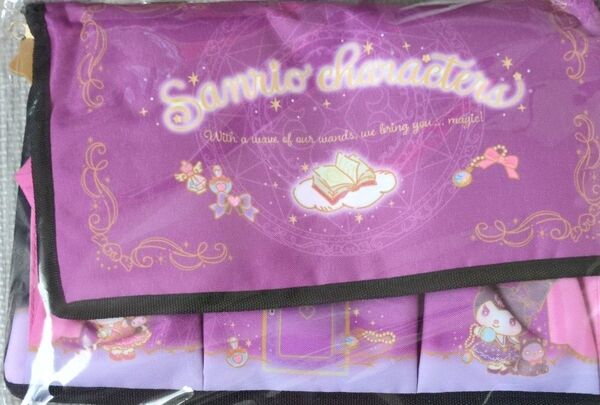 Sanrio characters
With a wave of our wands, we bring you... magic!